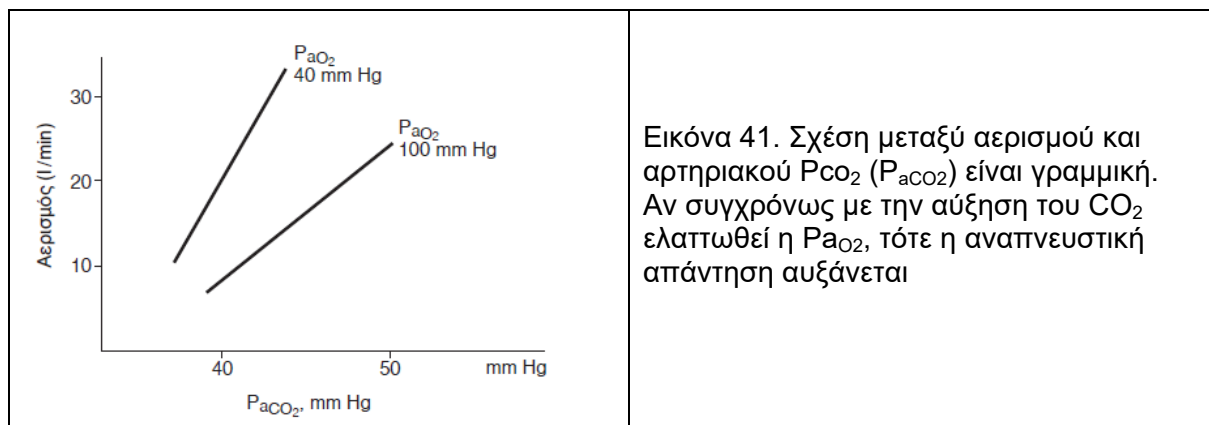 PaO₂
40 mm Hg
PaO₂
100 mm Hg
Αερισμός (l/min)
30
20
10
40
50
mm Hg
PaCO₂, mm Hg
Εικόνα 41. Σχέση μεταξύ αερισμού και
αρτηριακού Pco₂ (PaCO2) είναι γραμμική.
Αν συγχρόνως με την αύξηση του CO₂
ελαττωθεί η PaO2, τότε η αναπνευστική
απάντηση αυξάνεται